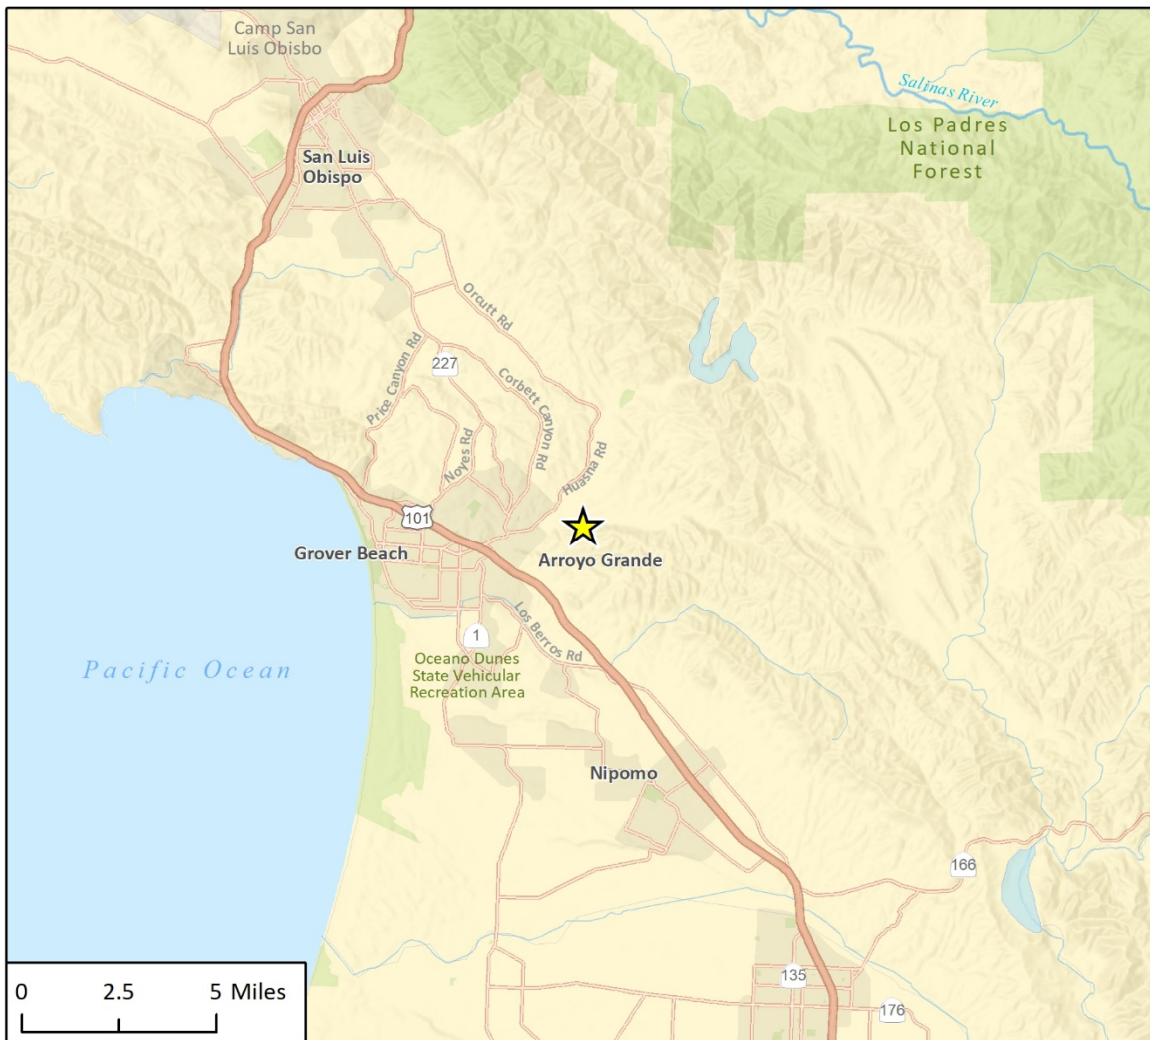 Camp San
Luis Obisbo
Salinas River
Los Padres
National
Forest
San Luis
Obispo
Orcutt Rd
Price Canyon Rd
227
Corbett Canyon Rd
Noyes Rd
Huasna Rd
101
Grover Beach
Arroyo Grande
Los Berros Rd
1
Pacific Ocean
Oceano Dunes
State Vehicular
Recreation Area
Nipomo
166
135
176
0 2.5 5 Miles